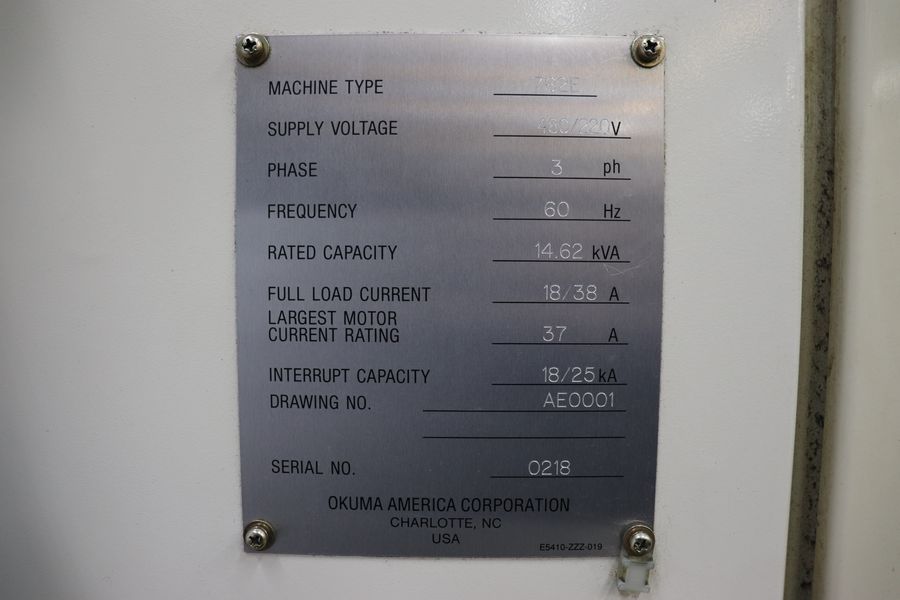 MACHINE TYPE 762E
SUPPLY VOLTAGE 480/220V
PHASE 3 ph
FREQUENCY 60 Hz
RATED CAPACITY 14.62 kVA
FULL LOAD CURRENT 18/38 A
LARGEST MOTOR
CURRENT RATING 37 A
INTERRUPT CAPACITY 18/25 kA
DRAWING NO. AE0001
SERIAL NO. 0218
OKUMA AMERICA CORPORATION
CHARLOTTE, NC
USA
E5410-ZZZ-019